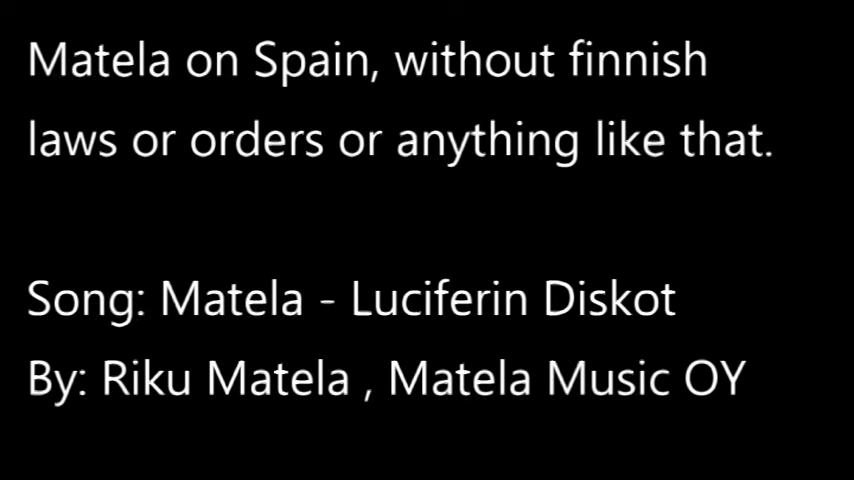 Matela on Spain, without finnish
laws or orders or anything like that.
Song: Matela - Luciferin Diskot
By: Riku Matela , Matela Music OY